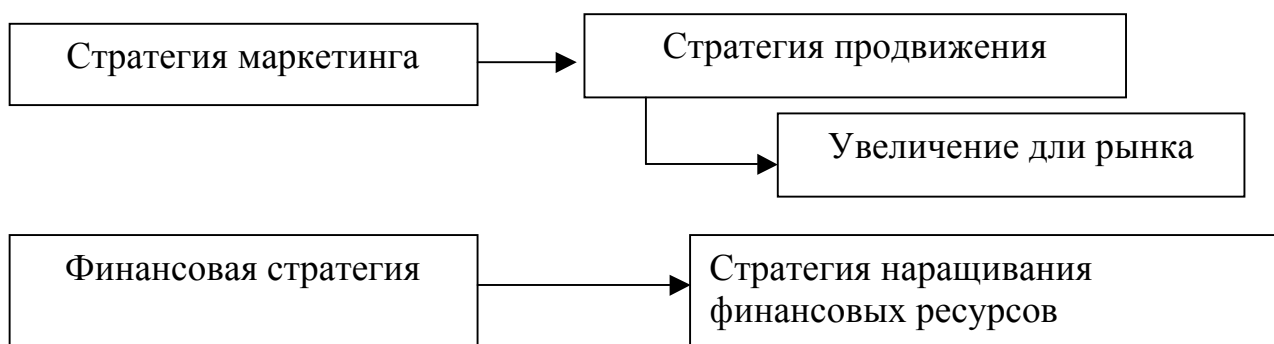 Стратегия маркетинга
Стратегия продвижения
Увеличение дли рынка
Финансовая стратегия
Стратегия наращивания
финансовых ресурсов